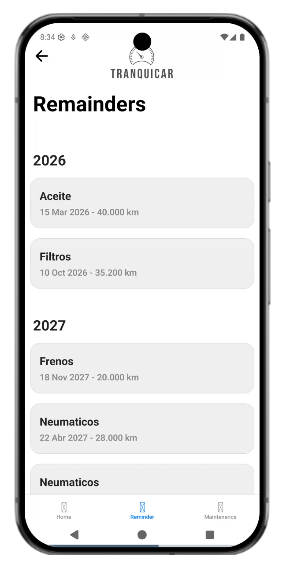 8:34
TRANQUICAR
Remainders
2026
Aceite
15 Mar 2026 - 40.000 km
Filtros
10 Oct 2026 - 35.200 km
2027
Frenos
18 Nov 2027 - 20.000 km
Neumaticos
22 Abr 2027 - 28.000 km
Neumaticos
Home Reminder Maintenance